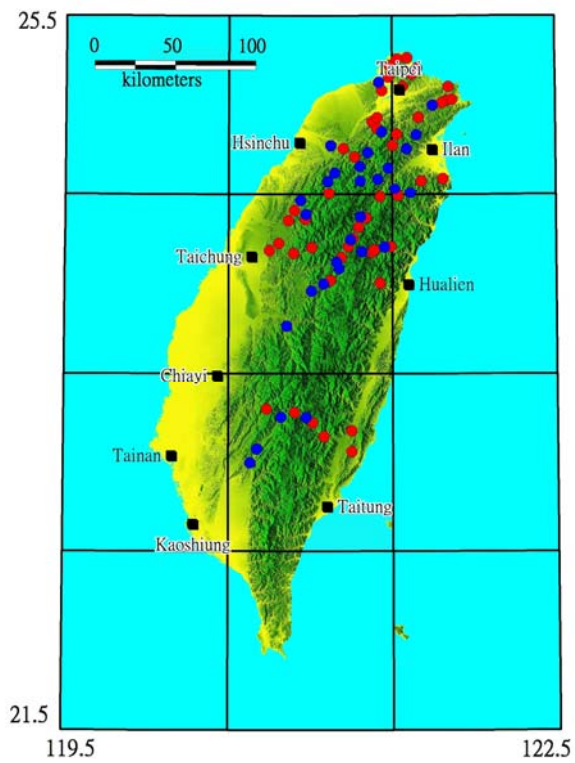 25.5
0 50 100
kilometers
Taipei
Hsinchu
Ilan
Taichung
Hualien
Chiayi
Tainan
Taitung
Kaoshiung
21.5
119.5 122.5